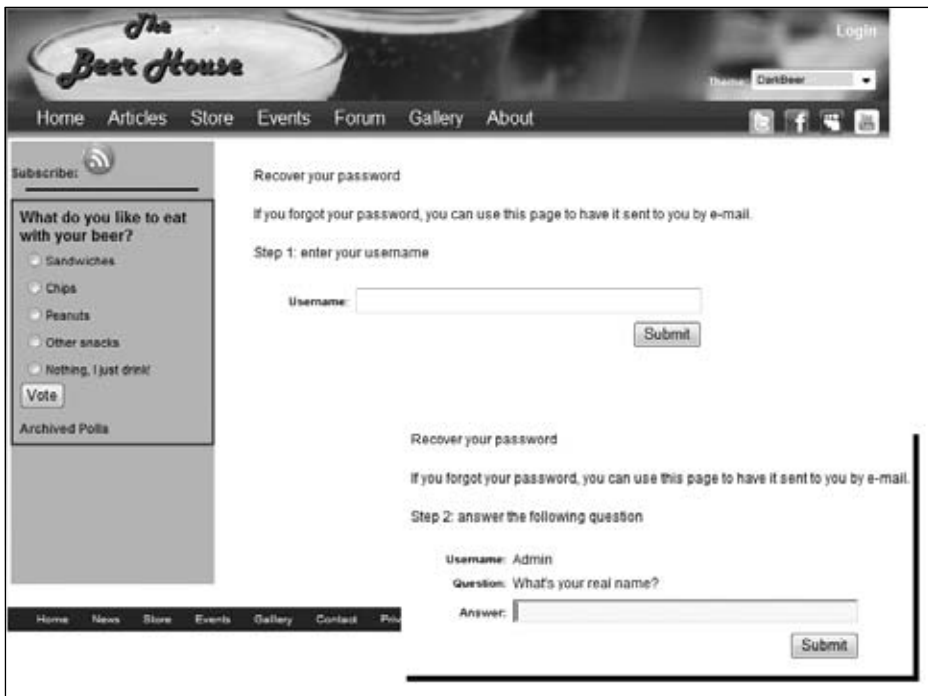 The
Beer House
Login
Theme: DarkBeer
Home Articles Store Events Forum Gallery About
Subscribe:
What do you like to eat
with your beer?
Sandwiches
Chips
Peanuts
Other snacks
Nothing, I just drink!
Vote
Archived Polls
Recover your password
If you forgot your password, you can use this page to have it sent to you by e-mail.
Step 1: enter your username
Username:
Submit
Recover your password
If you forgot your password, you can use this page to have it sent to you by e-mail.
Step 2: answer the following question
Username: Admin
Question: What's your real name?
Answer:
Submit
Home News Store Events Gallery Contact Priv